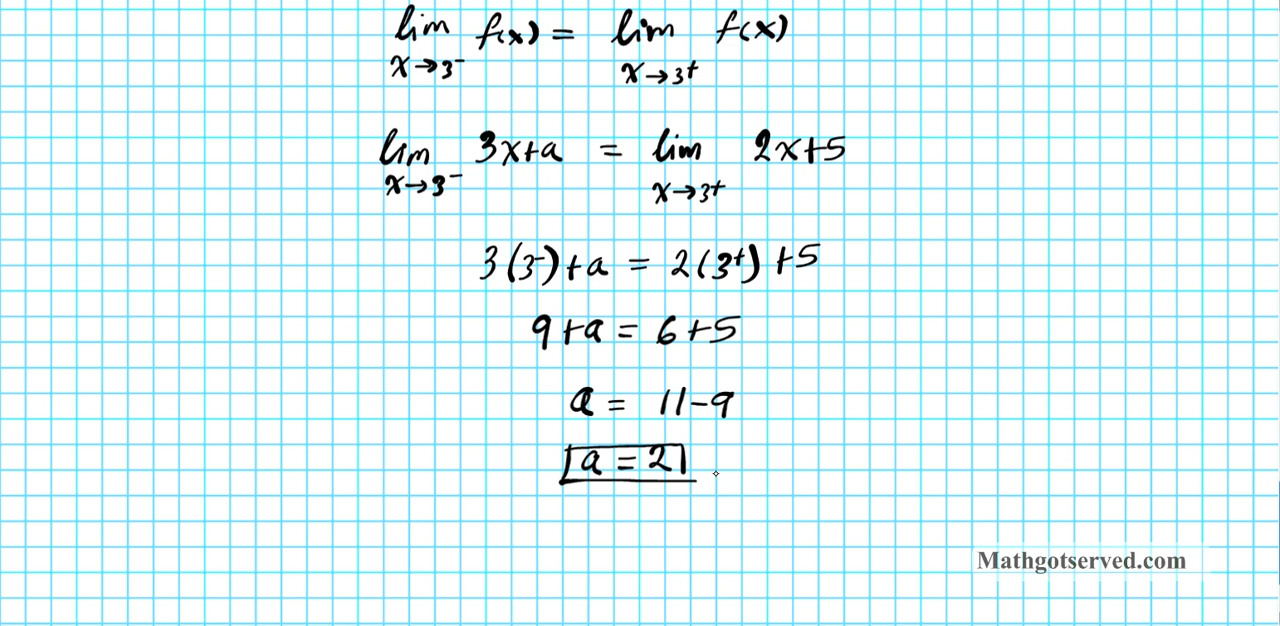 lim f(x) = lim f(x)
x→3⁻ x→3⁺
lim 3x+a = lim 2x+5
x→3⁻ x→3⁺
3(3⁻)+a = 2(3⁺)+5
9+a = 6+5
a = 11-9
a = 2
Mathgotserved.com